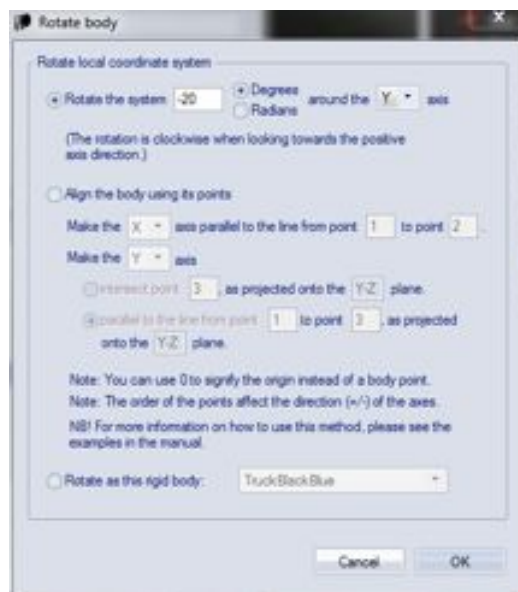 Rotate body
Rotate local coordinate system
Rotate the system -20 Degrees Radians around the Y axis
(The rotation is clockwise when looking towards the positive
axis direction.)
Align the body using its points
Make the X axis parallel to the line from point 1 to point 2 .
Make the Y axis
intersect point 3 , as projected onto the Y-Z plane.
parallel to the line from point 1 to point 3 , as projected
onto the Y-Z plane.
Note: You can use 0 to signify the origin instead of a body point.
Note: The order of the points affect the direction (+/-) of the axes.
NB! For more information on how to use this method, please see the
examples in the manual.
Rotate as this rigid body: TruckBlackBlue
Cancel OK